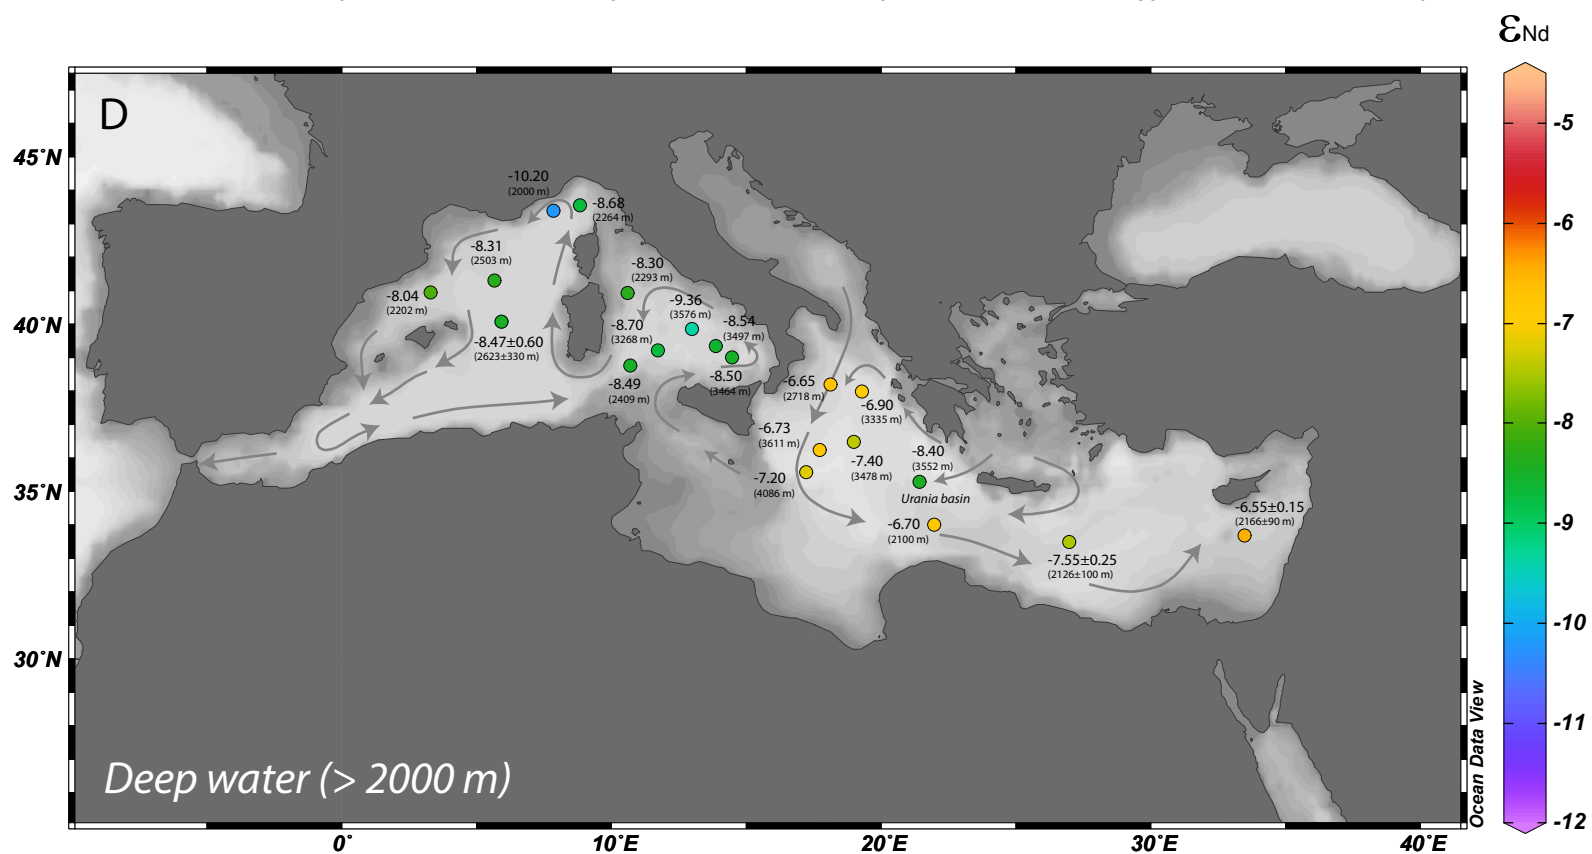 εNd
D
45°N
40°N
35°N
30°N
-10.20
(2000 m)
-8.68
(2264 m)
-8.31
(2503 m)
-8.04
(2202 m)
-8.47±0.60
(2623±330 m)
-8.30
(2293 m)
-9.36
(3576 m)
-8.70
(3268 m)
-8.54
(3497 m)
-8.49
(2409 m)
-8.50
(3464 m)
-6.65
(2718 m)
-6.90
(3335 m)
-6.73
(3611 m)
-7.40
(3478 m)
-7.20
(4086 m)
-8.40
(3552 m)
Urania basin
-6.70
(2100 m)
-7.55±0.25
(2126±100 m)
-6.55±0.15
(2166±90 m)
Deep water (> 2000 m)
0°
10°E
20°E
30°E
40°E
Ocean Data View
-5
-6
-7
-8
-9
-10
-11
-12